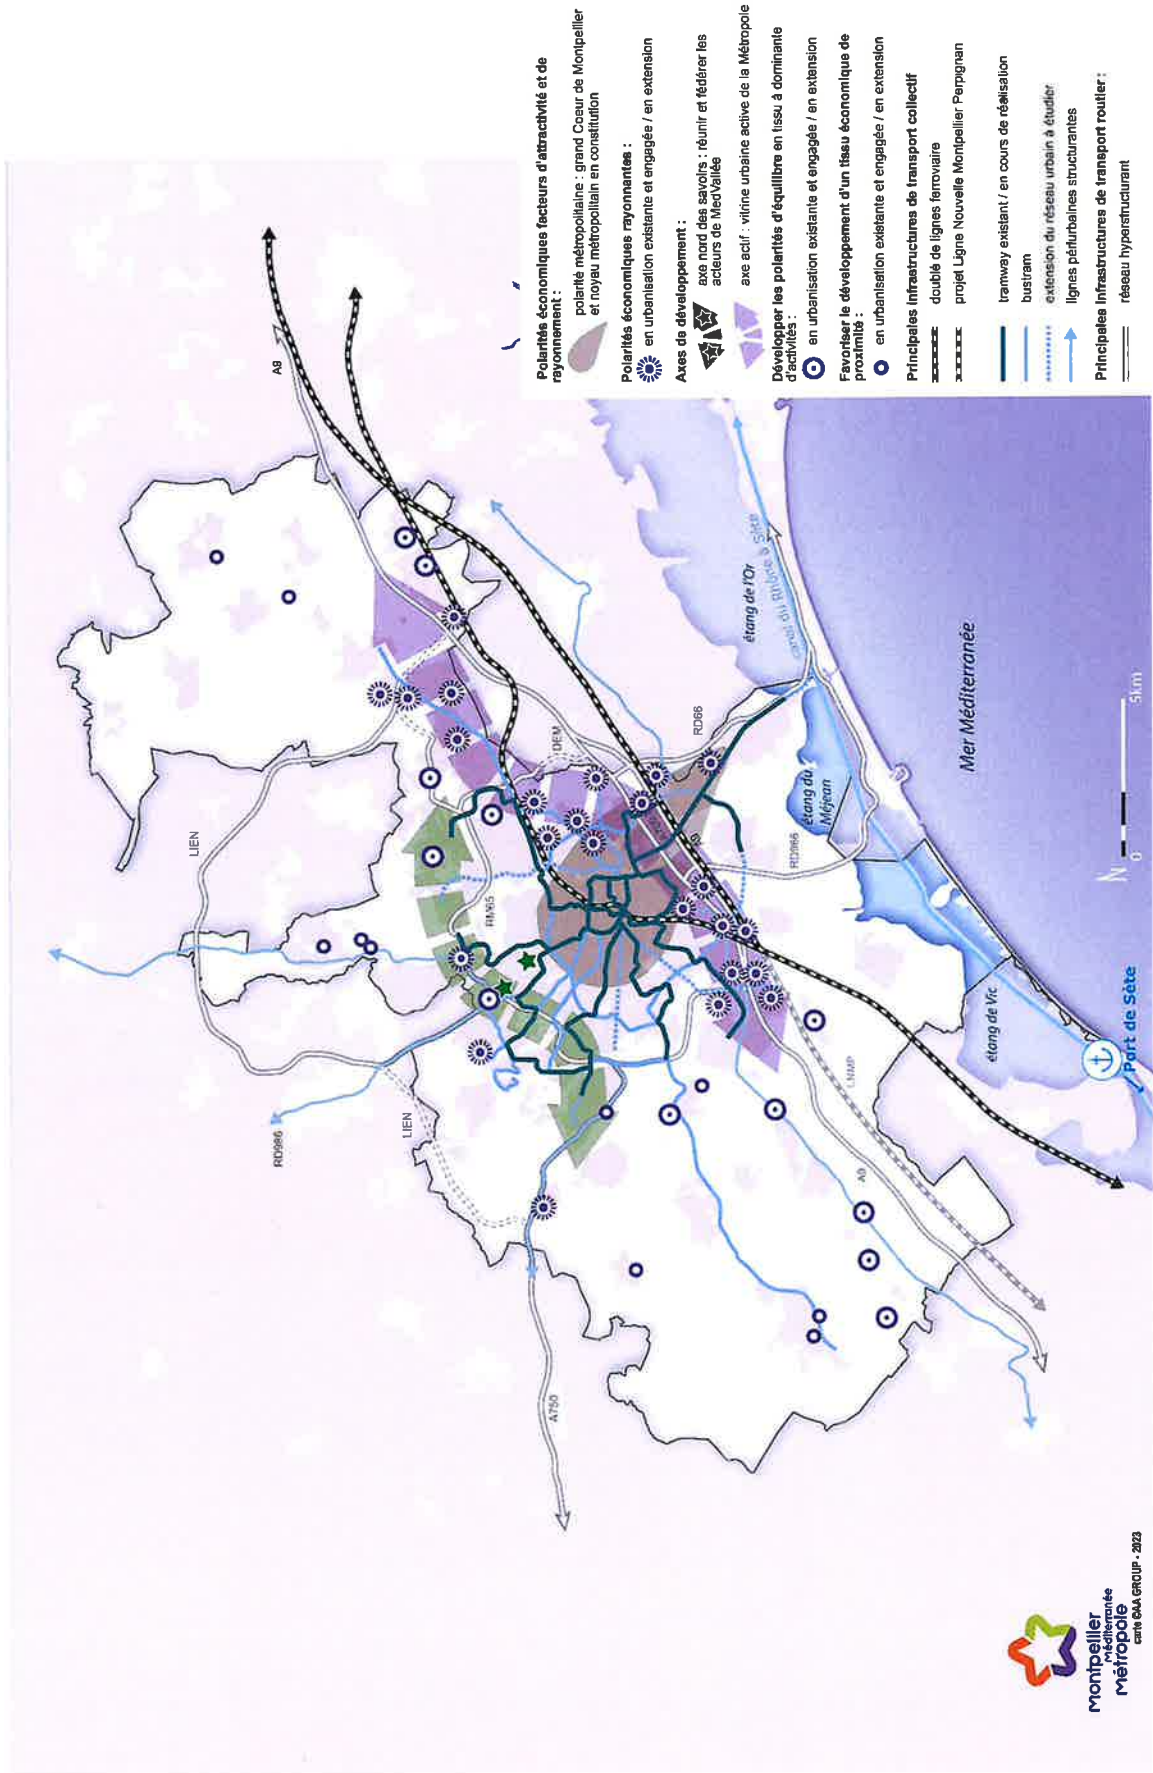 Polarités économiques facteurs d'attractivité et de
rayonnement :
polarité métropolitaine : grand Coeur de Montpellier
et noyau métropolitain en constitution
Polarités économiques rayonnantes :
en urbanisation existante et engagée / en extension
Axes de développement :
axe nord des savoirs : réunir et fédérer les
acteurs de MedVallée
axe actif : vitrine urbaine active de la Métropole
Développer les polarités d'équilibre en tissu à dominante
d'activités :
en urbanisation existante et engagée / en extension
Favoriser le développement d'un tissu économique de
proximité :
en urbanisation existante et engagée / en extension
Principales infrastructures de transport collectif
doublé de lignes ferroviaire
projet Ligne Nouvelle Montpellier Perpignan
tramway existant / en cours de réalisation
bustram
extension du réseau urbain à étudier
lignes périurbaines structurantes
Principales infrastructures de transport routier :
réseau hyperstructurant
A9
LIEN
RM65
DEM
RD66
RD986
A9
RD986
LIEN
LNMP
A9
A750
étang de l'Or
canal du Rhône à Sète
étang du
Méjean
Mer Méditerranée
étang de Vic
Port de Sète
N
0
5km
Montpellier
Méditerranée
Métropole
carte GAA GROUP - 2023